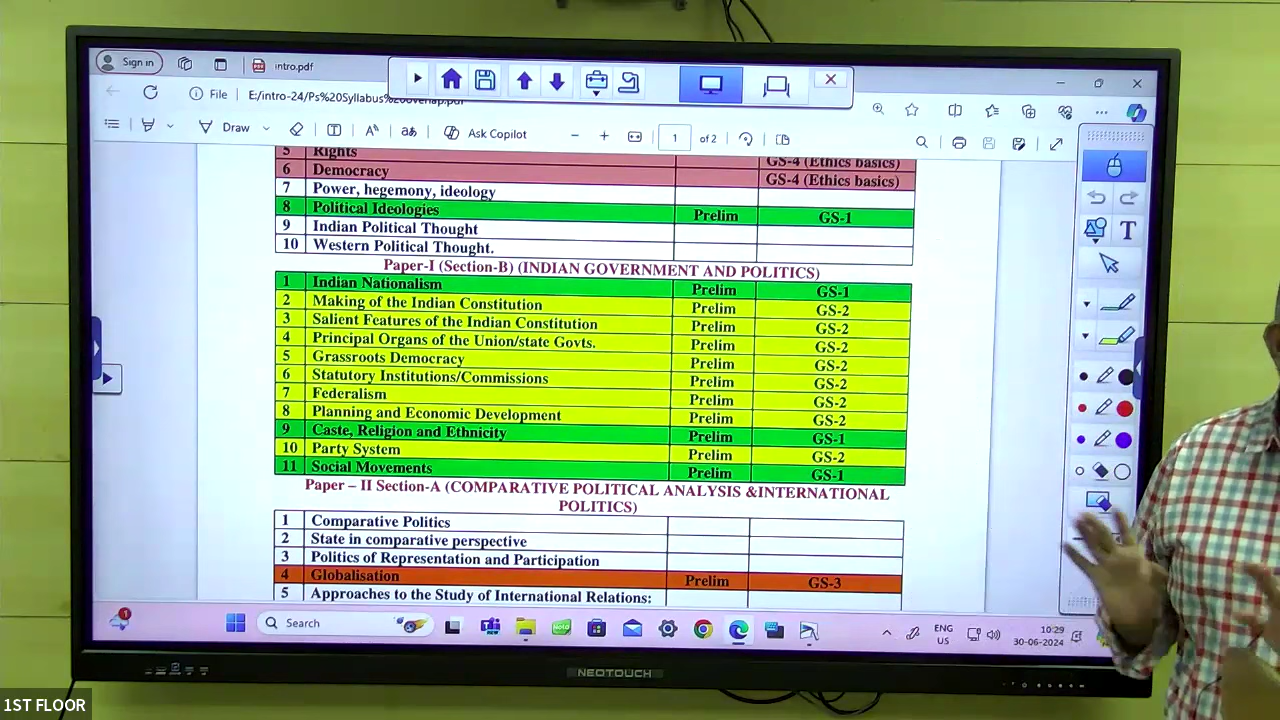 Sign in
intro.pdf
File E:/intro-24/Ps%20Syllabus%20overlap.pdf
Draw
Ask Copilot
1 of 2
5 Rights GS-4 (Ethics basics)
6 Democracy GS-4 (Ethics basics)
7 Power, hegemony, ideology
8 Political Ideologies Prelim GS-1
9 Indian Political Thought
10 Western Political Thought.
Paper-I (Section-B) (INDIAN GOVERNMENT AND POLITICS)
1 Indian Nationalism Prelim GS-1
2 Making of the Indian Constitution Prelim GS-2
3 Salient Features of the Indian Constitution Prelim GS-2
4 Principal Organs of the Union/state Govts. Prelim GS-2
5 Grassroots Democracy Prelim GS-2
6 Statutory Institutions/Commissions Prelim GS-2
7 Federalism Prelim GS-2
8 Planning and Economic Development Prelim GS-2
9 Caste, Religion and Ethnicity Prelim GS-1
10 Party System Prelim GS-2
11 Social Movements Prelim GS-1
Paper – II Section-A (COMPARATIVE POLITICAL ANALYSIS &INTERNATIONAL
POLITICS)
1 Comparative Politics
2 State in comparative perspective
3 Politics of Representation and Participation
4 Globalisation Prelim GS-3
5 Approaches to the Study of International Relations:
Search
ENG
US
10:29
30-06-2024
NEOTOUCH
1ST FLOOR